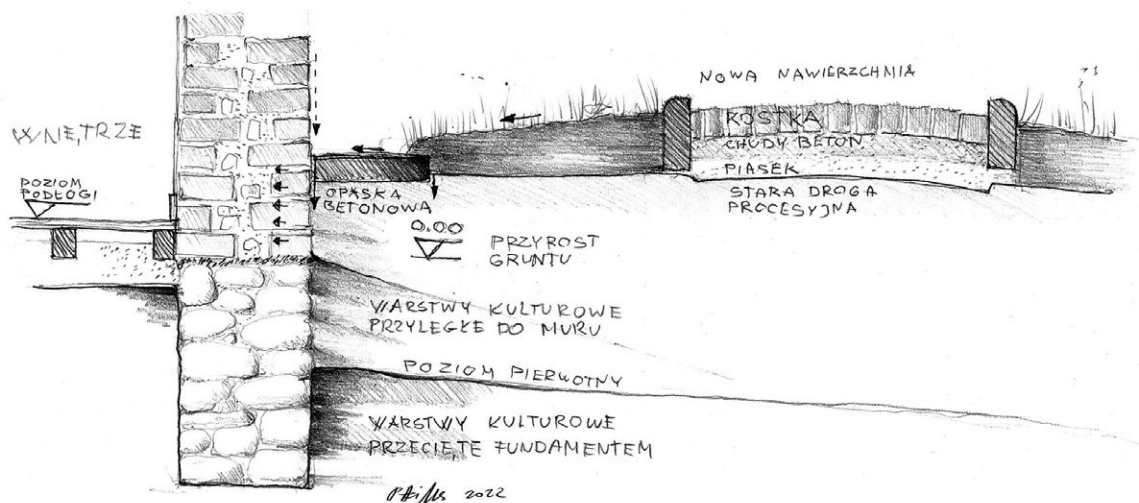 NOWA NAWIERZCHNIA
WNĘTRZE
KOSTKA
CHUDY BETON
PIASEK
POZIOM
PODŁOGI
OPASKA
BETONOWA
STARA DROGA
PROCESYJNA
0.00
PRZYROST
GRUNTU
WARSTWY KULTUROWE
PRZYLEGŁE DO MURU
POZIOM PIERWOTNY
WARSTWY KULTUROWE
PRZECIĘTE FUNDAMENTEM
2022